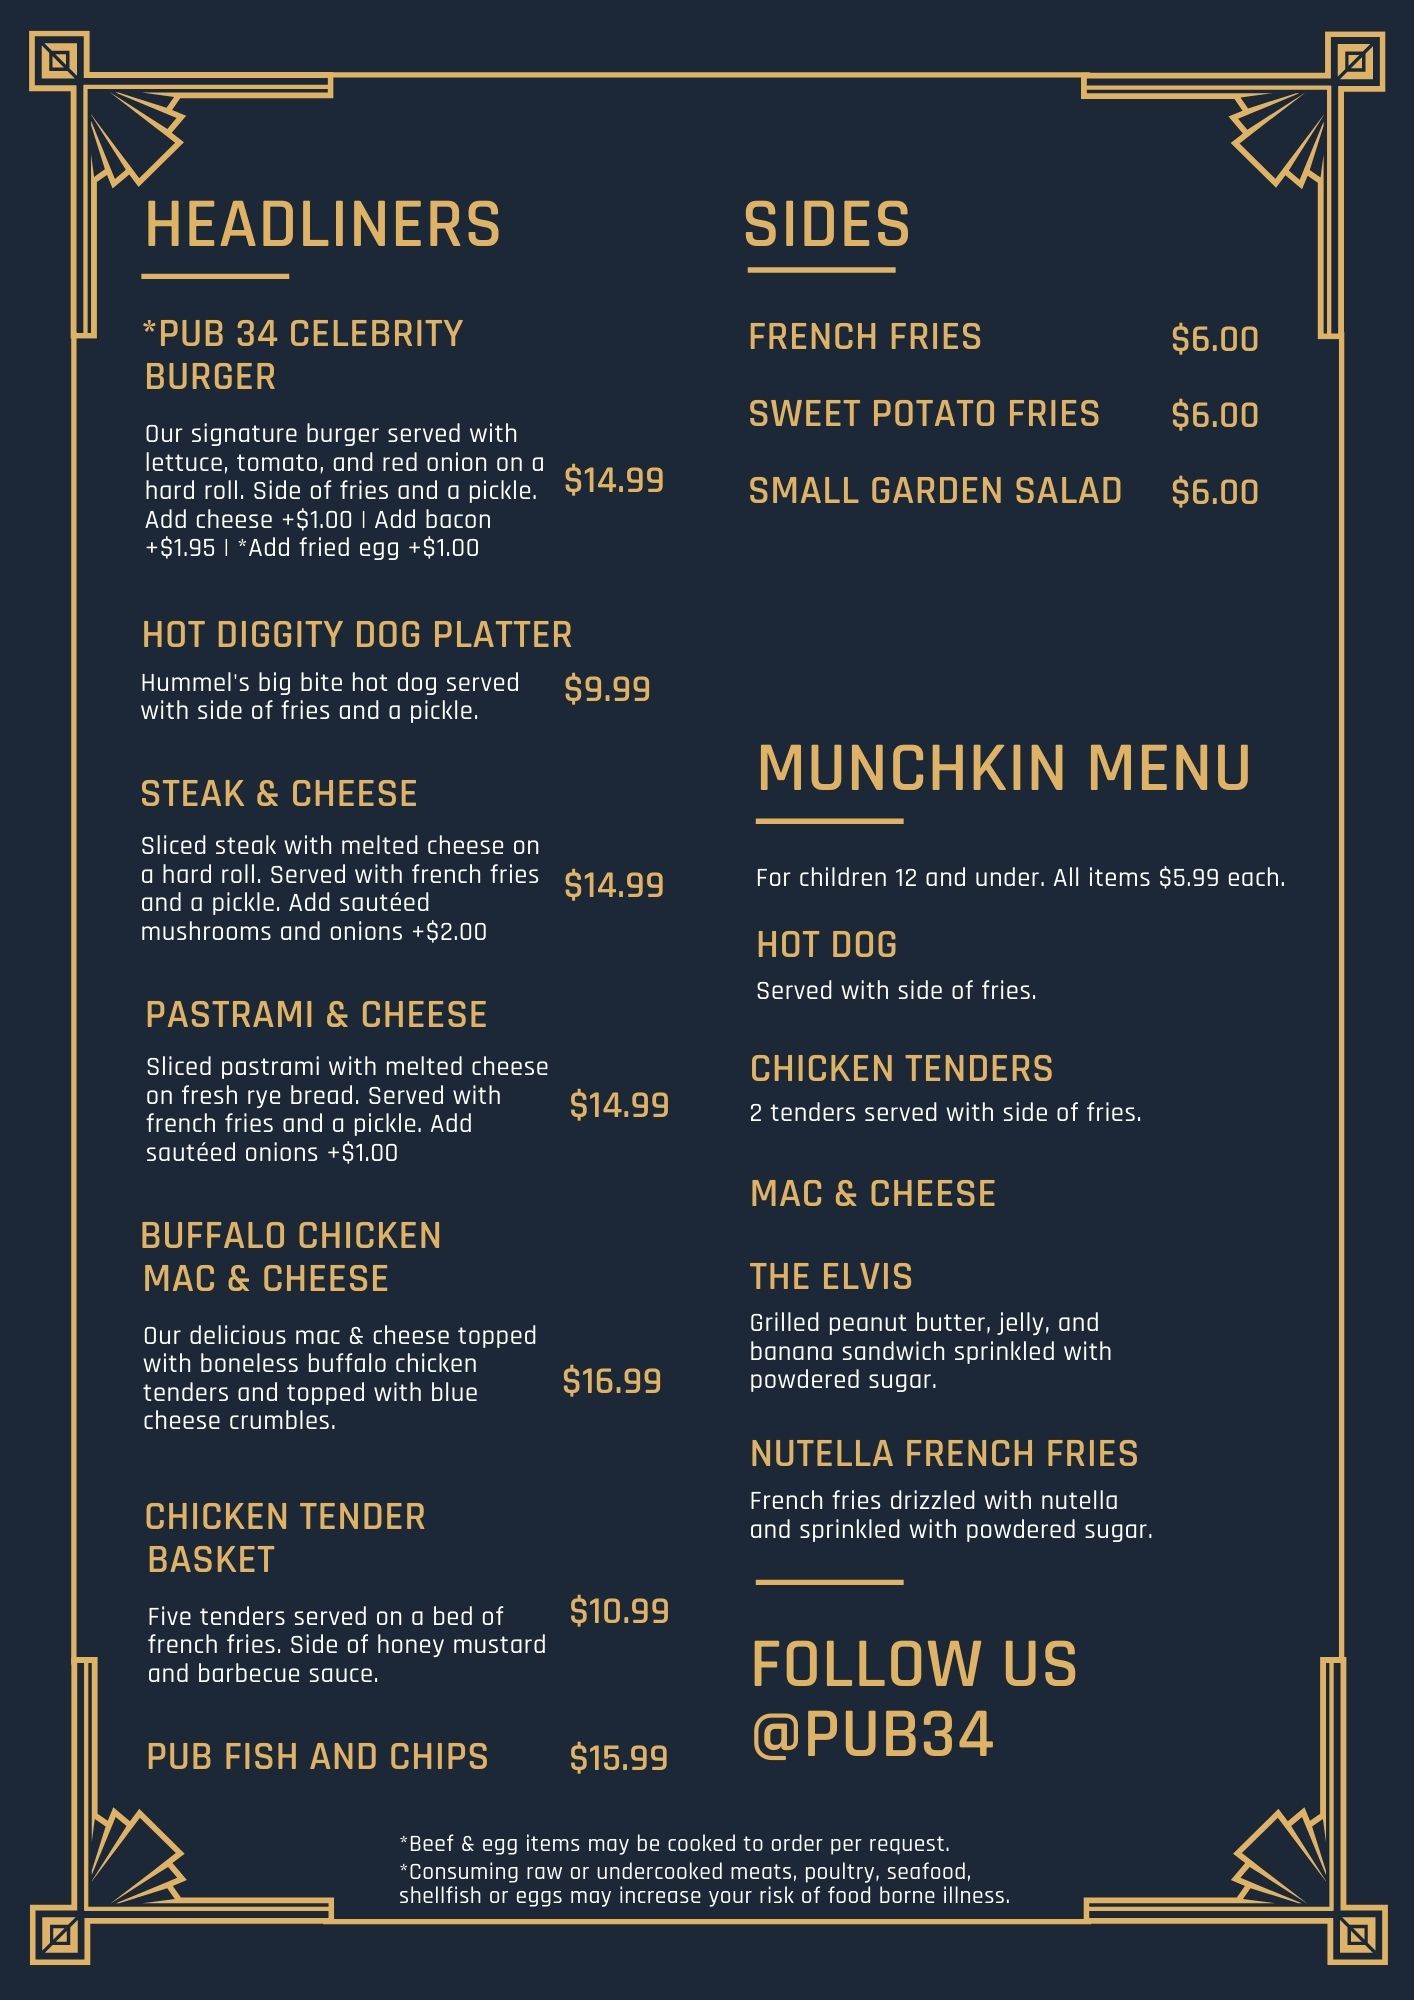 HEADLINERS
*PUB 34 CELEBRITY
BURGER
Our signature burger served with
lettuce, tomato, and red onion on a
hard roll. Side of fries and a pickle.
Add cheese +$1.00 | Add bacon
+$1.95 | *Add fried egg +$1.00
$14.99
HOT DIGGITY DOG PLATTER
Hummel's big bite hot dog served
with side of fries and a pickle.
$9.99
STEAK & CHEESE
Sliced steak with melted cheese on
a hard roll. Served with french fries
and a pickle. Add sautéed
mushrooms and onions +$2.00
$14.99
PASTRAMI & CHEESE
Sliced pastrami with melted cheese
on fresh rye bread. Served with
french fries and a pickle. Add
sautéed onions +$1.00
$14.99
BUFFALO CHICKEN
MAC & CHEESE
Our delicious mac & cheese topped
with boneless buffalo chicken
tenders and topped with blue
cheese crumbles.
$16.99
CHICKEN TENDER
BASKET
Five tenders served on a bed of
french fries. Side of honey mustard
and barbecue sauce.
$10.99
PUB FISH AND CHIPS $15.99
SIDES
FRENCH FRIES $6.00
SWEET POTATO FRIES $6.00
SMALL GARDEN SALAD $6.00
MUNCHKIN MENU
For children 12 and under. All items $5.99 each.
HOT DOG
Served with side of fries.
CHICKEN TENDERS
2 tenders served with side of fries.
MAC & CHEESE
THE ELVIS
Grilled peanut butter, jelly, and
banana sandwich sprinkled with
powdered sugar.
NUTELLA FRENCH FRIES
French fries drizzled with nutella
and sprinkled with powdered sugar.
FOLLOW US
@PUB34
*Beef & egg items may be cooked to order per request.
*Consuming raw or undercooked meats, poultry, seafood,
shellfish or eggs may increase your risk of food borne illness.